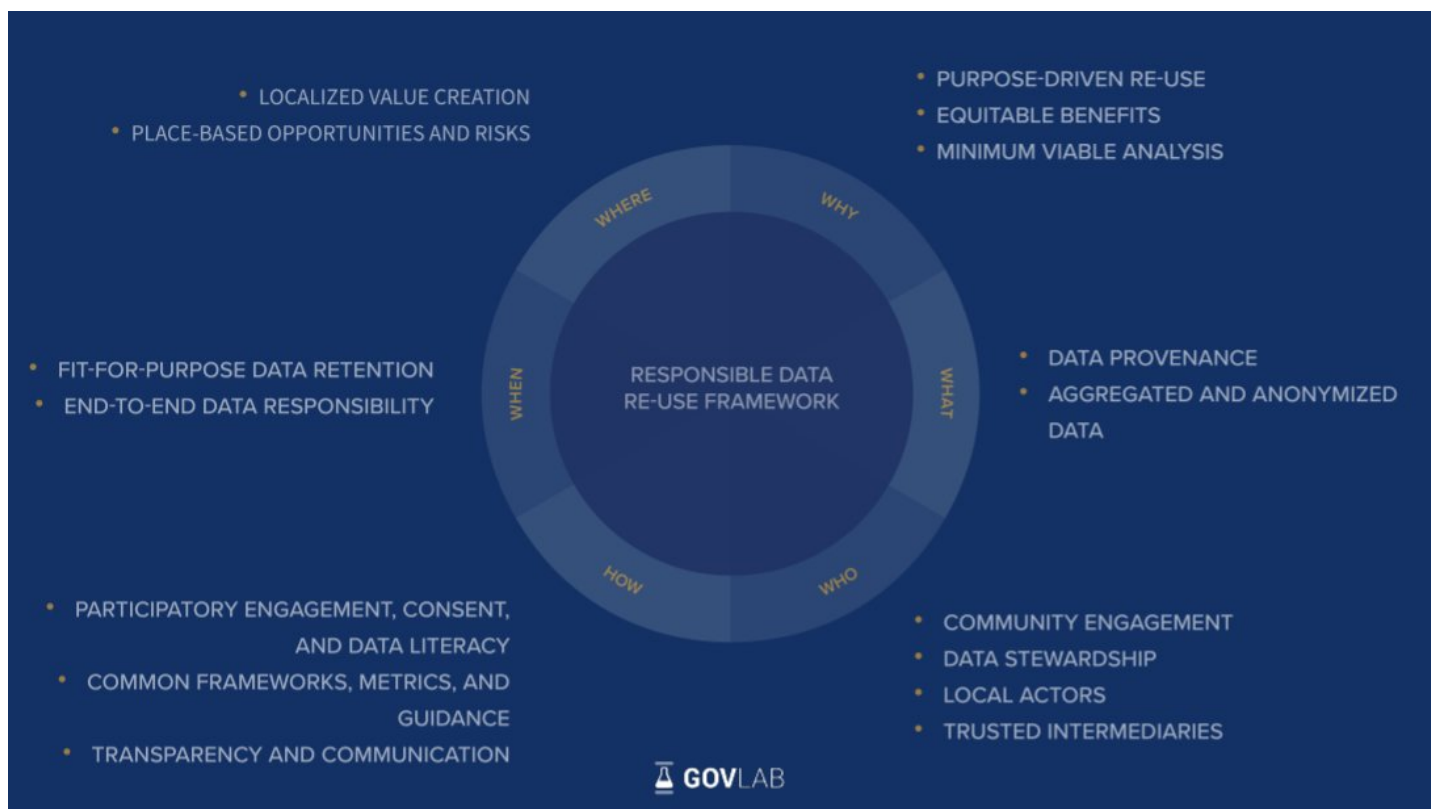 • LOCALIZED VALUE CREATION
• PLACE-BASED OPPORTUNITIES AND RISKS
• PURPOSE-DRIVEN RE-USE
• EQUITABLE BENEFITS
• MINIMUM VIABLE ANALYSIS
WHERE
WHY
• FIT-FOR-PURPOSE DATA RETENTION
• END-TO-END DATA RESPONSIBILITY
WHEN
RESPONSIBLE DATA
RE-USE FRAMEWORK
WHAT
• DATA PROVENANCE
• AGGREGATED AND ANONYMIZED
DATA
HOW
WHO
• PARTICIPATORY ENGAGEMENT, CONSENT,
AND DATA LITERACY
• COMMON FRAMEWORKS, METRICS, AND
GUIDANCE
• TRANSPARENCY AND COMMUNICATION
• COMMUNITY ENGAGEMENT
• DATA STEWARDSHIP
• LOCAL ACTORS
• TRUSTED INTERMEDIARIES
GOVLAB